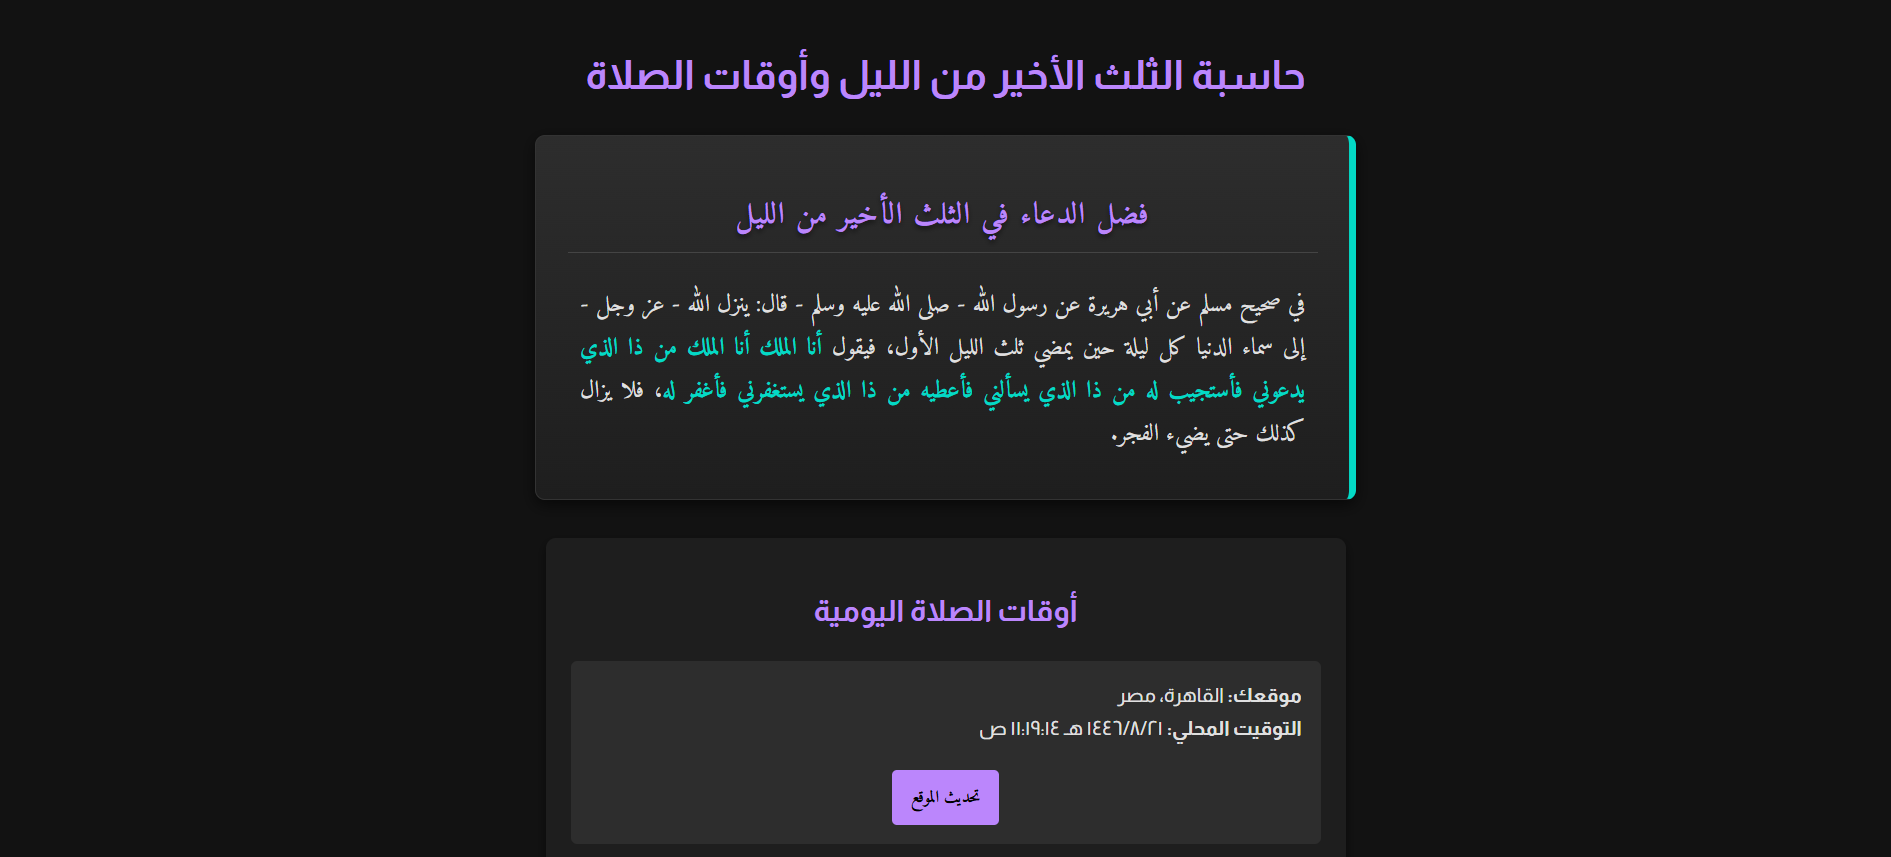 حاسبة الثلث الأخير من الليل وأوقات الصلاة
فضل الدعاء في الثلث الأخير من الليل
في صحيح مسلم عن أبي هريرة عن رسول الله - صلى الله عليه وسلم - قال: ينزل الله - عز وجل -
إلى سماء الدنيا كل ليلة حين يمضي ثلث الليل الأول، فيقول أنا الملك أنا الملك من ذا الذي
يدعوني فأستجيب له من ذا الذي يسألني فأعطيه من ذا الذي يستغفرني فأغفر له، فلا يزال
كذلك حتى يضيء الفجر.
أوقات الصلاة اليومية
موقعك: القاهرة، مصر
التوقيت المحلي: ١٤٤٦/٨/٢١ هـ ١١:١٩:١٤ ص
تحديث الموقع